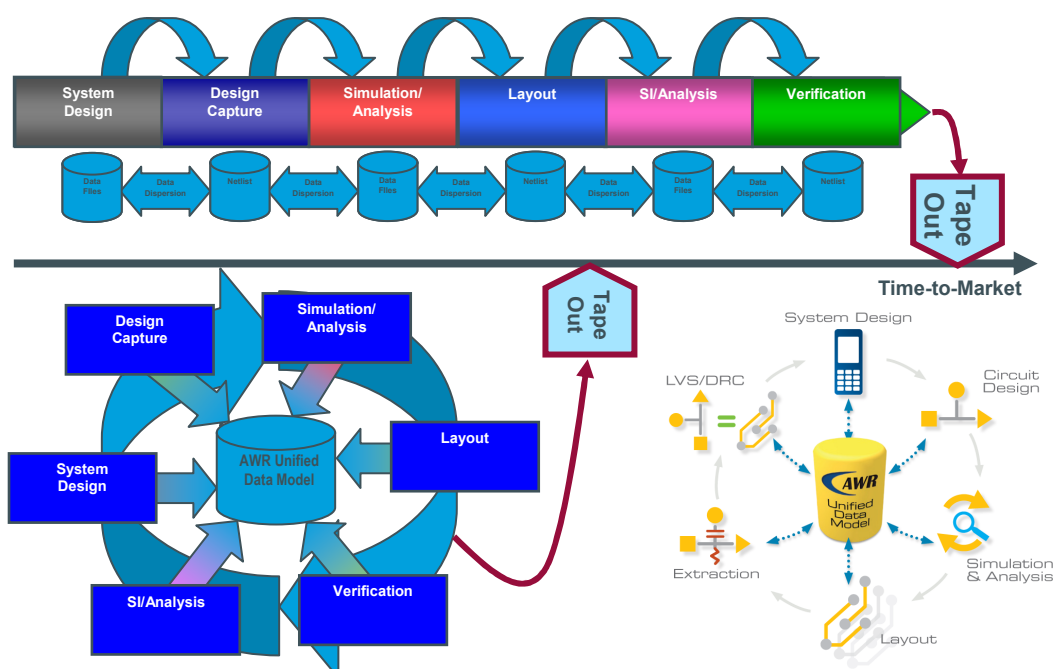 System
Design
Design
Capture
Simulation/
Analysis
Layout
SI/Analysis
Verification
Data
Files
Data
Dispersion
Netlist
Data
Dispersion
Data
Files
Data
Dispersion
Netlist
Data
Dispersion
Data
Files
Data
Dispersion
Netlist
Tape
Out
Time-to-Market
Tape
Out
Design
Capture
Simulation/
Analysis
System
Design
AWR Unified
Data Model
Layout
SI/Analysis
Verification
System Design
LVS/DRC
Circuit
Design
AWR
Unified
Data
Model
Extraction
Simulation
& Analysis
Layout